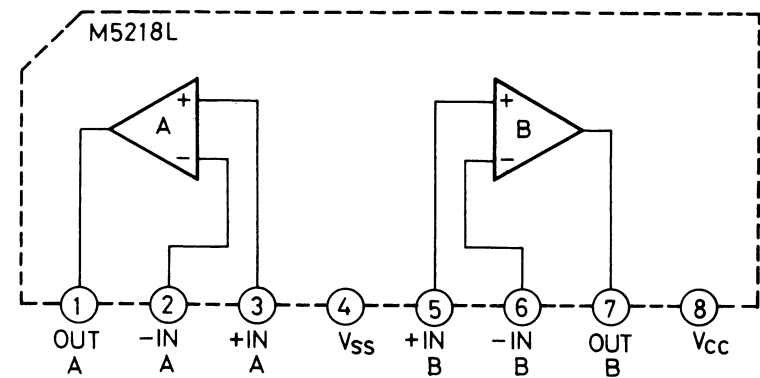 M5218L
+ +
A B
- -
1 2 3 4 5 6 7 8
OUT -IN +IN VSS +IN -IN OUT VCC
A A A B B B